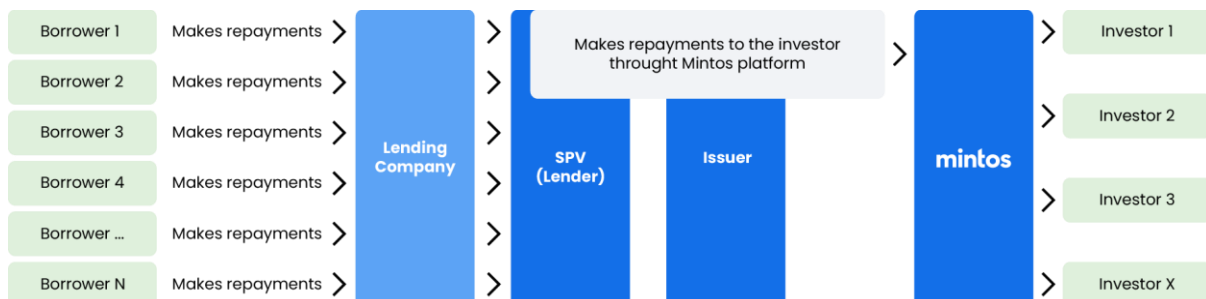 Borrower 1
Makes repayments
Borrower 2
Makes repayments
Borrower 3
Makes repayments
Borrower 4
Makes repayments
Borrower ...
Makes repayments
Borrower N
Makes repayments
Lending
Company
SPV
(Lender)
Issuer
Makes repayments to the investor
throught Mintos platform
mintos
Investor 1
Investor 2
Investor 3
Investor X